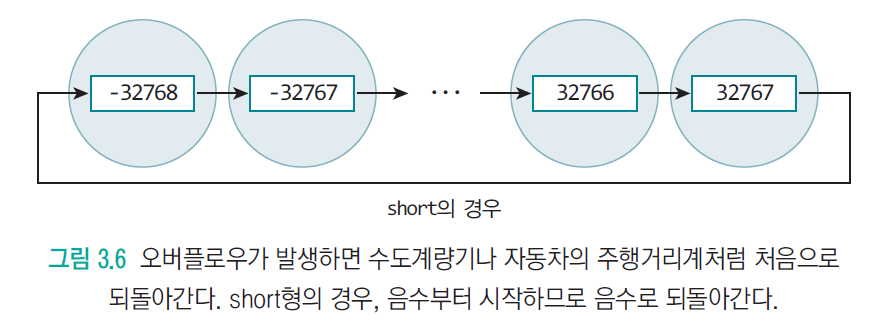 -32768 -32767 ··· 32766 32767
short의 경우
그림 3.6 오버플로우가 발생하면 수도계량기나 자동차의 주행거리계처럼 처음으로
되돌아간다. short형의 경우, 음수부터 시작하므로 음수로 되돌아간다.